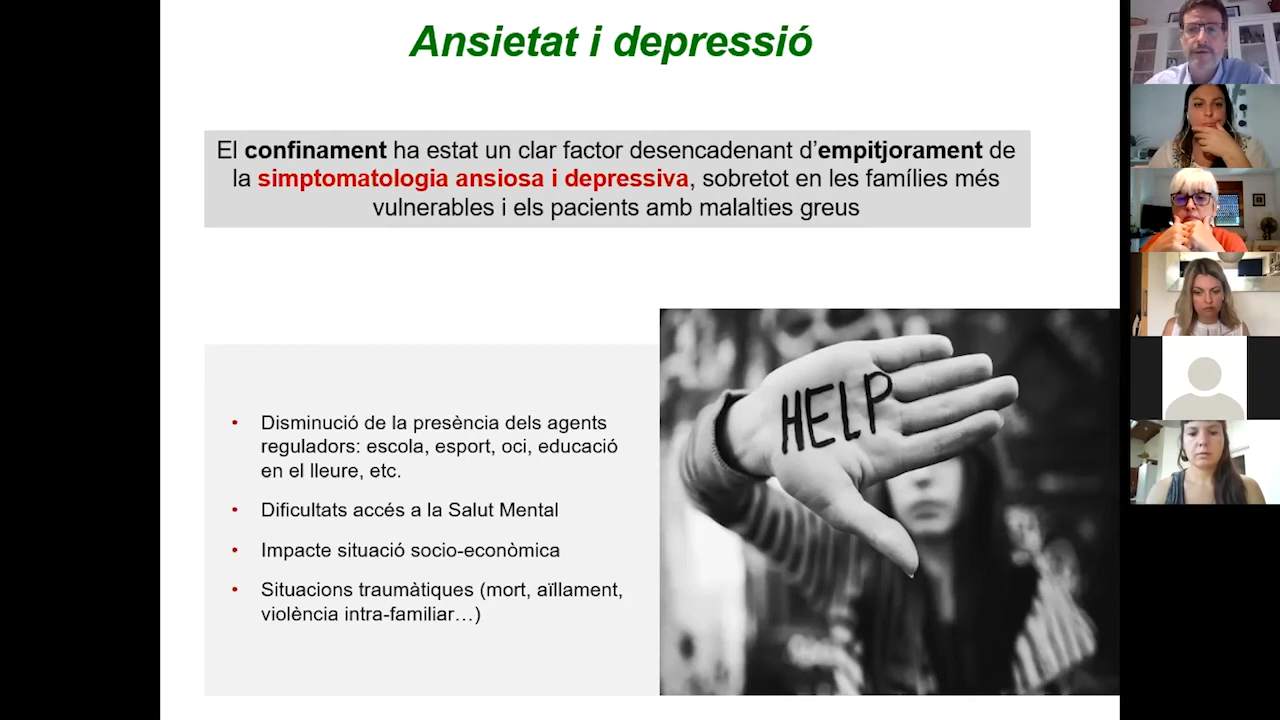 Ansietat i depressió
El confinament ha estat un clar factor desencadenant d’empitjorament de
la simptomatologia ansiosa i depressiva, sobretot en les famílies més
vulnerables i els pacients amb malalties greus
• Disminució de la presència dels agents
reguladors: escola, esport, oci, educació
en el lleure, etc.
• Dificultats accés a la Salut Mental
• Impacte situació socio-econòmica
• Situacions traumàtiques (mort, aïllament,
violència intra-familiar…)
HELP